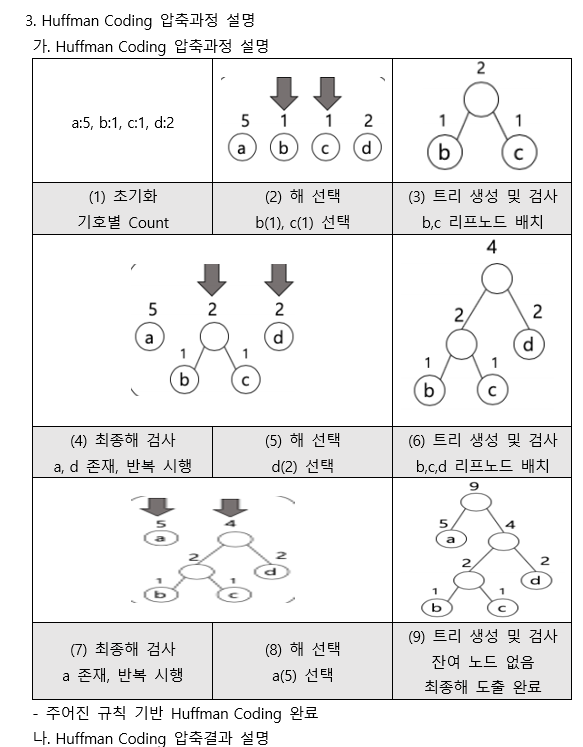 3. Huffman Coding 압축과정 설명
가. Huffman Coding 압축과정 설명
a:5, b:1, c:1, d:2
5 1 1 2
a b c d
2
1 1
b c
(1) 초기화
기호별 Count
(2) 해 선택
b(1), c(1) 선택
(3) 트리 생성 및 검사
b,c 리프노드 배치
5 2 2
a d
1 1
b c
4
2 2
d
1 1
b c
(4) 최종해 검사
a, d 존재, 반복 시행
(5) 해 선택
d(2) 선택
(6) 트리 생성 및 검사
b,c,d 리프노드 배치
5 4
a
2 2
d
1 1
b c
9
5 4
a
2 2
d
1 1
b c
(7) 최종해 검사
a 존재, 반복 시행
(8) 해 선택
a(5) 선택
(9) 트리 생성 및 검사
잔여 노드 없음
최종해 도출 완료
- 주어진 규칙 기반 Huffman Coding 완료
나. Huffman Coding 압축결과 설명